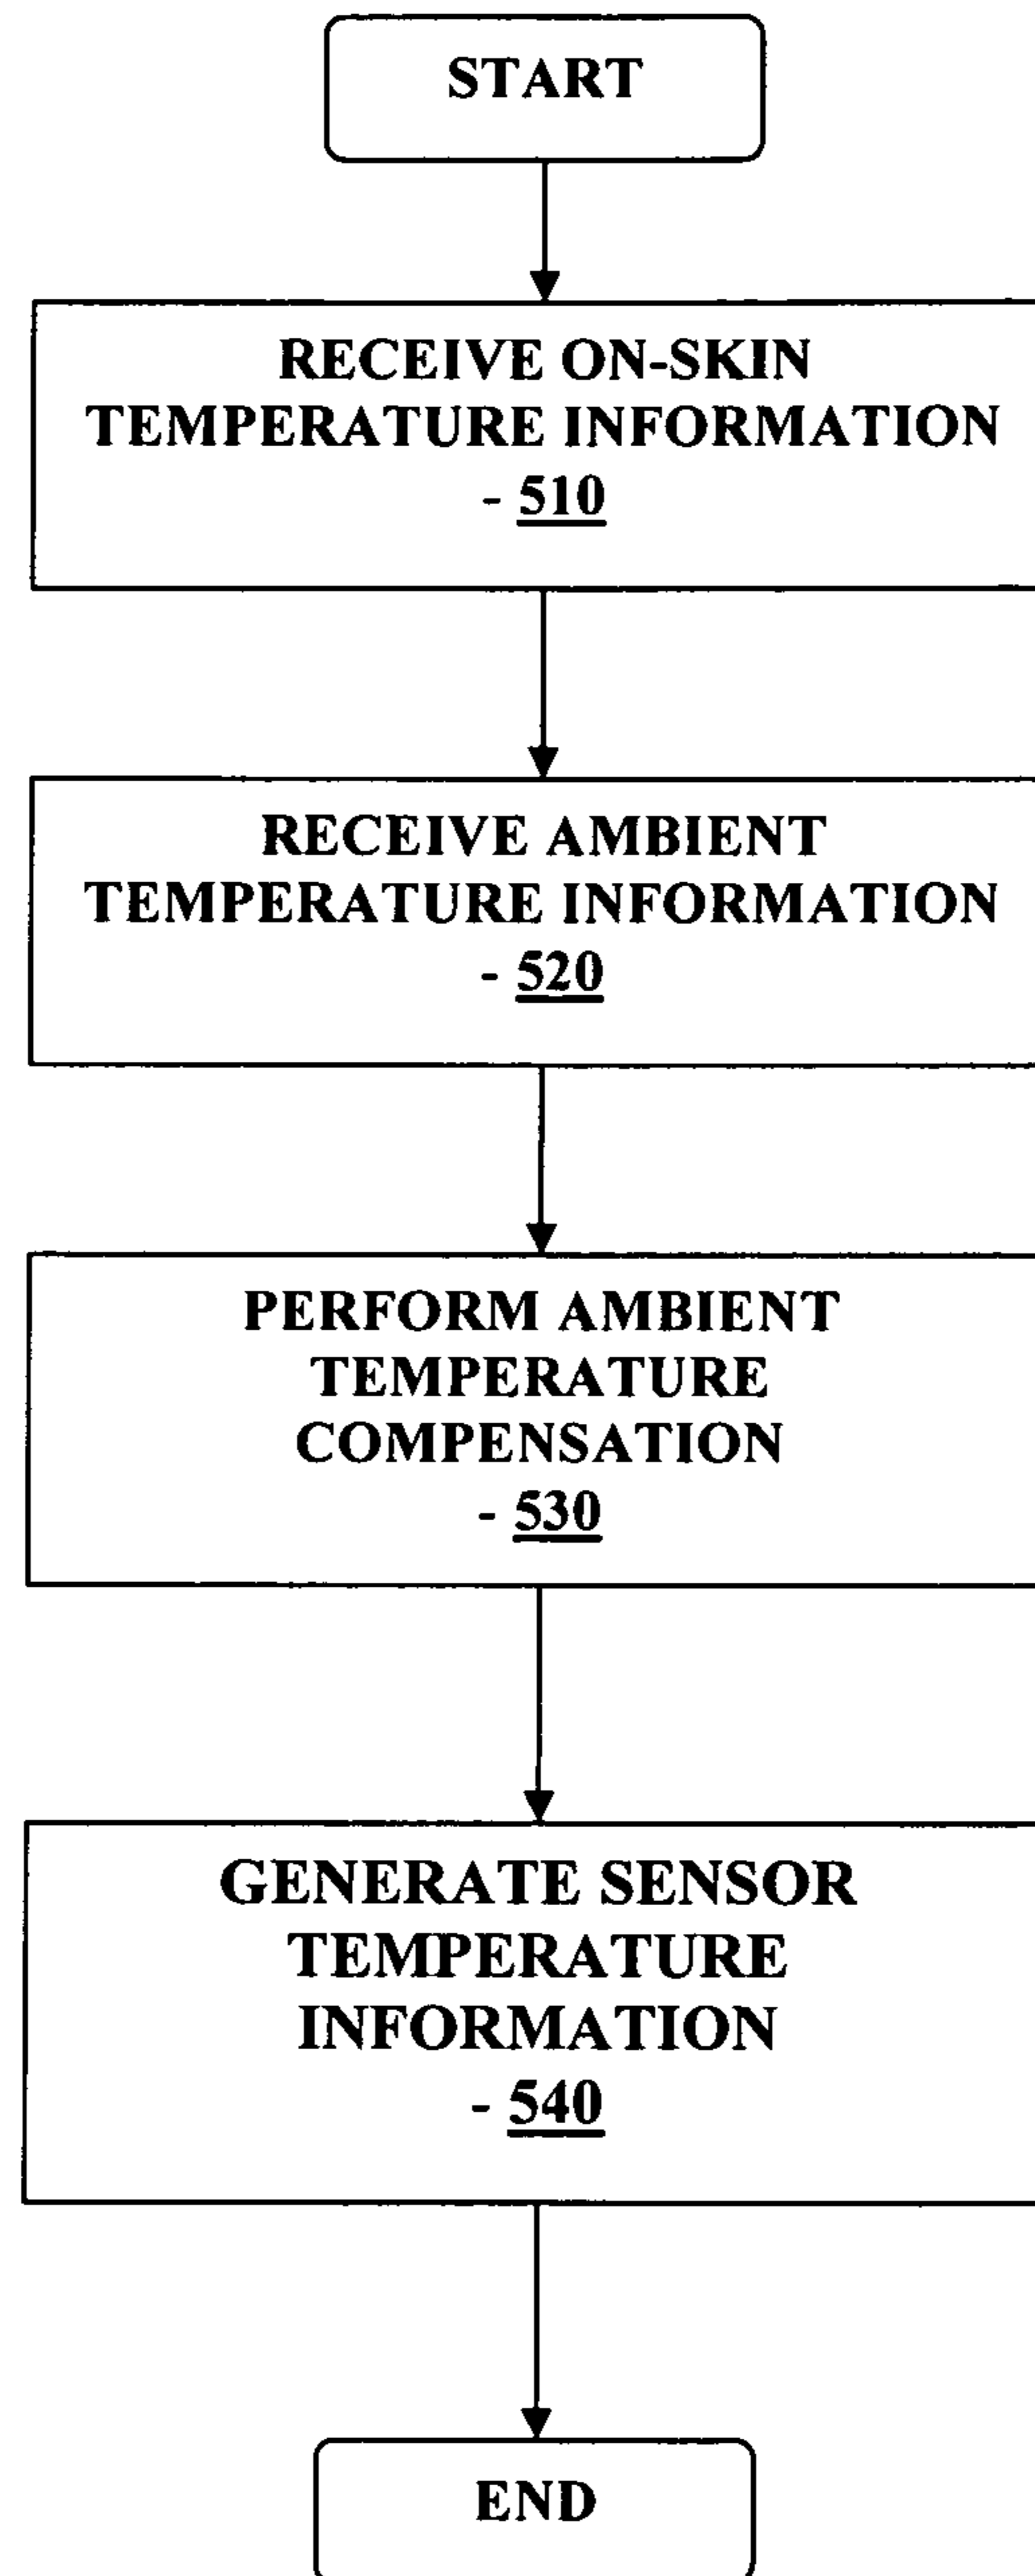 START
RECEIVE ON-SKIN
TEMPERATURE INFORMATION
- 510
RECEIVE AMBIENT
TEMPERATURE INFORMATION
- 520
PERFORM AMBIENT
TEMPERATURE
COMPENSATION
- 530
GENERATE SENSOR
TEMPERATURE
INFORMATION
- 540
END